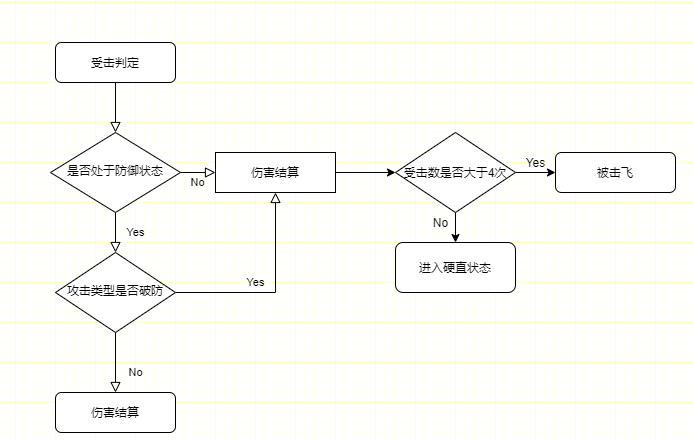 受击判定
是否处于防御状态
No
伤害结算
受击数是否大于4次
Yes
被击飞
Yes
No
进入硬直状态
攻击类型是否破防
Yes
No
伤害结算